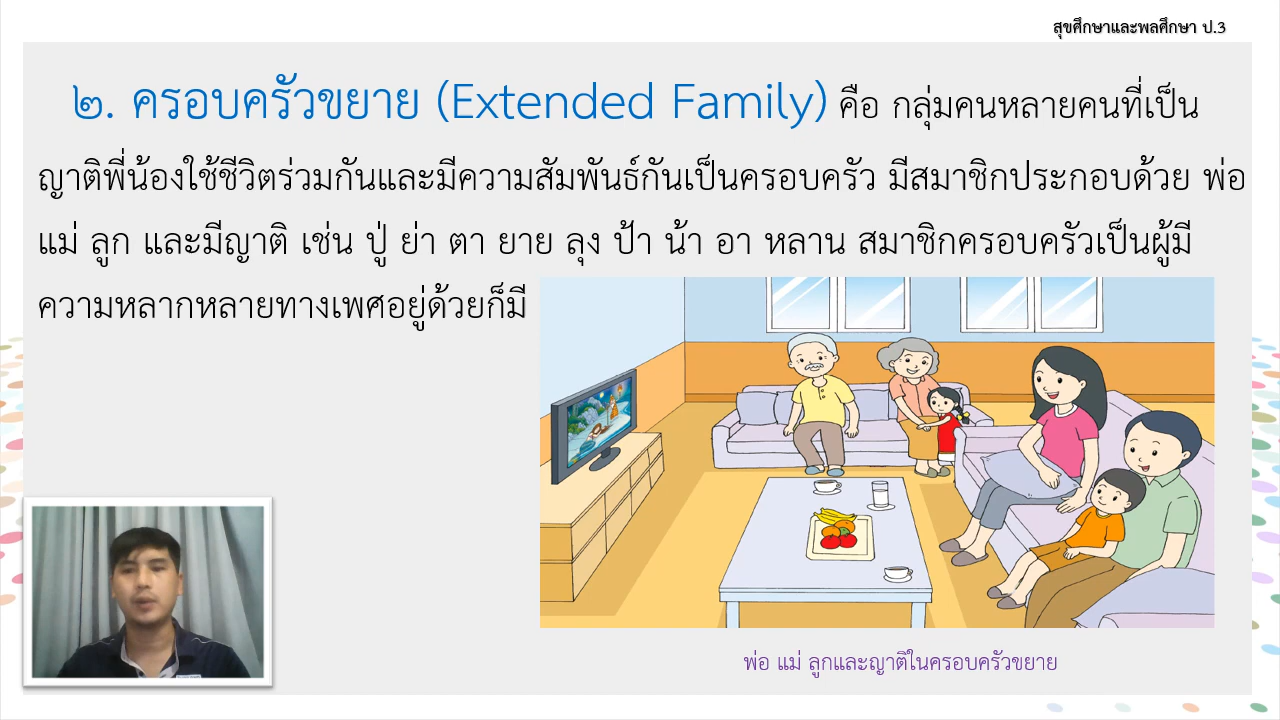 สุขศึกษาและพลศึกษา ป.3
๒. ครอบครัวขยาย (Extended Family) คือ กลุ่มคนหลายคนที่เป็น
ญาติพี่น้องใช้ชีวิตร่วมกันและมีความสัมพันธ์กันเป็นครอบครัว มีสมาชิกประกอบด้วย พ่อ
แม่ ลูก และมีญาติ เช่น ปู่ ย่า ตา ยาย ลุง ป้า น้า อา หลาน สมาชิกครอบครัวเป็นผู้มี
ความหลากหลายทางเพศอยู่ด้วยก็มี
พ่อ แม่ ลูกและญาติในครอบครัวขยาย